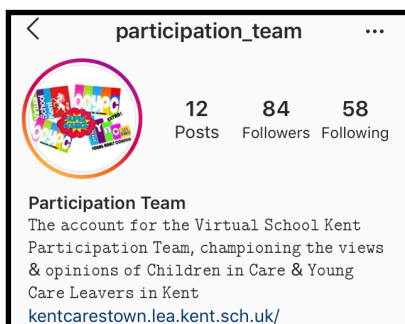 participation_team
12 84 58
Posts Followers Following
Participation Team
The account for the Virtual School Kent
Participation Team, championing the views
& opinions of Children in Care & Young
Care Leavers in Kent
kentcarestown.lea.kent.sch.uk/